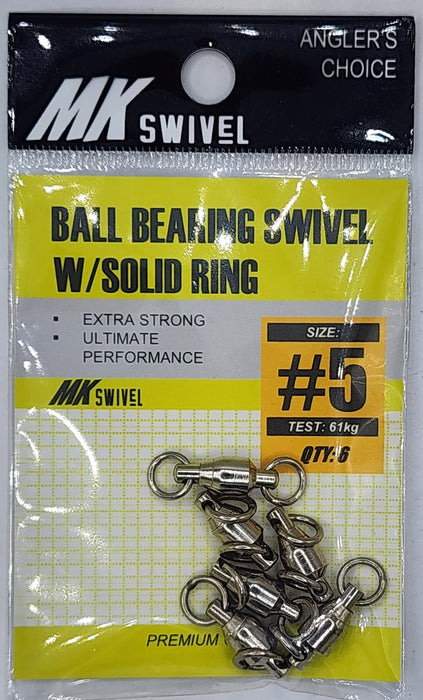 ANGLER'S
CHOICE
MK SWIVEL
BALL BEARING SWIVEL
W/SOLID RING
▪ EXTRA STRONG
▪ ULTIMATE
PERFORMANCE
MK SWIVEL
SIZE:
#5
TEST: 61kg
QTY: 6
PREMIUM